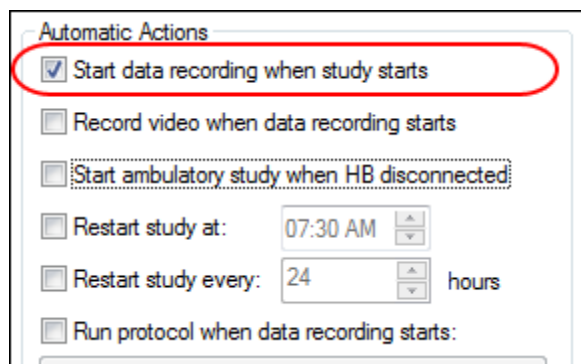 Automatic Actions
Start data recording when study starts
Record video when data recording starts
Start ambulatory study when HB disconnected
Restart study at: 07:30 AM
Restart study every: 24 hours
Run protocol when data recording starts: